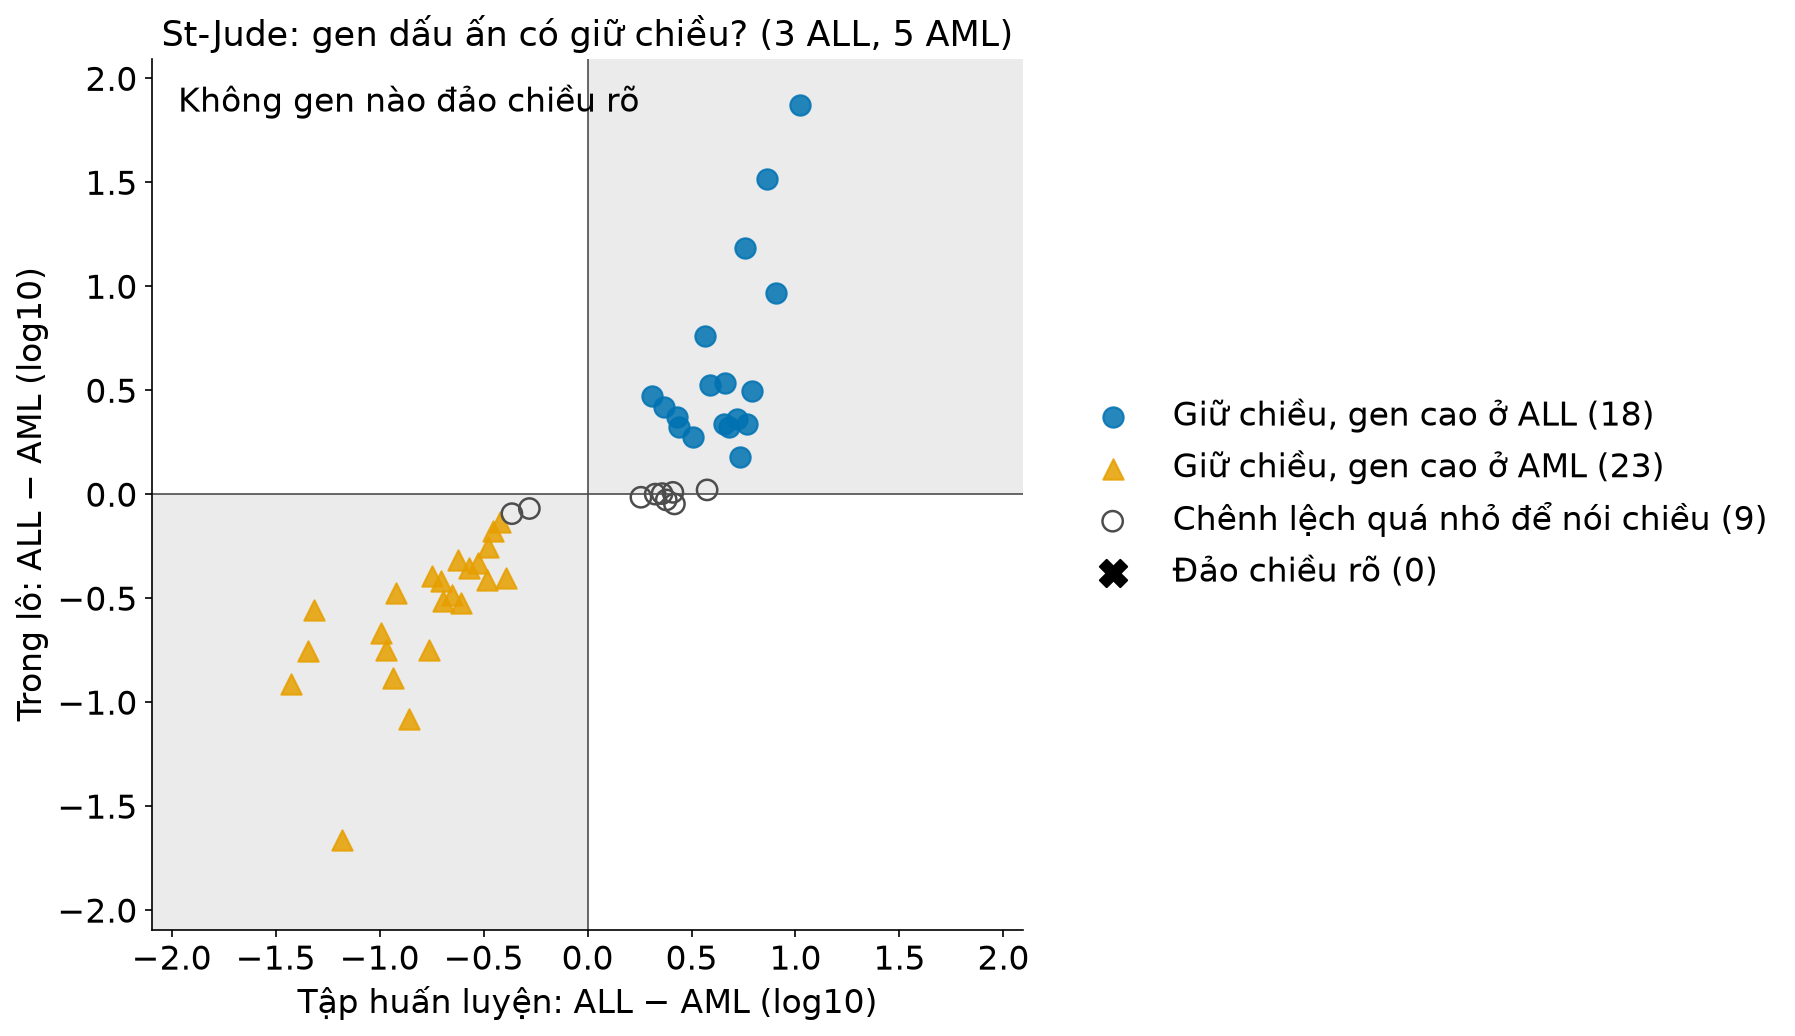 St-Jude: gen dấu ấn có giữ chiều? (3 ALL, 5 AML)
Không gen nào đảo chiều rõ
Trong lô: ALL − AML (log10)
2.0
1.5
1.0
0.5
0.0
−0.5
−1.0
−1.5
−2.0
−2.0 −1.5 −1.0 −0.5 0.0 0.5 1.0 1.5 2.0
Tập huấn luyện: ALL − AML (log10)
Giữ chiều, gen cao ở ALL (18)
Giữ chiều, gen cao ở AML (23)
Chênh lệch quá nhỏ để nói chiều (9)
Đảo chiều rõ (0)